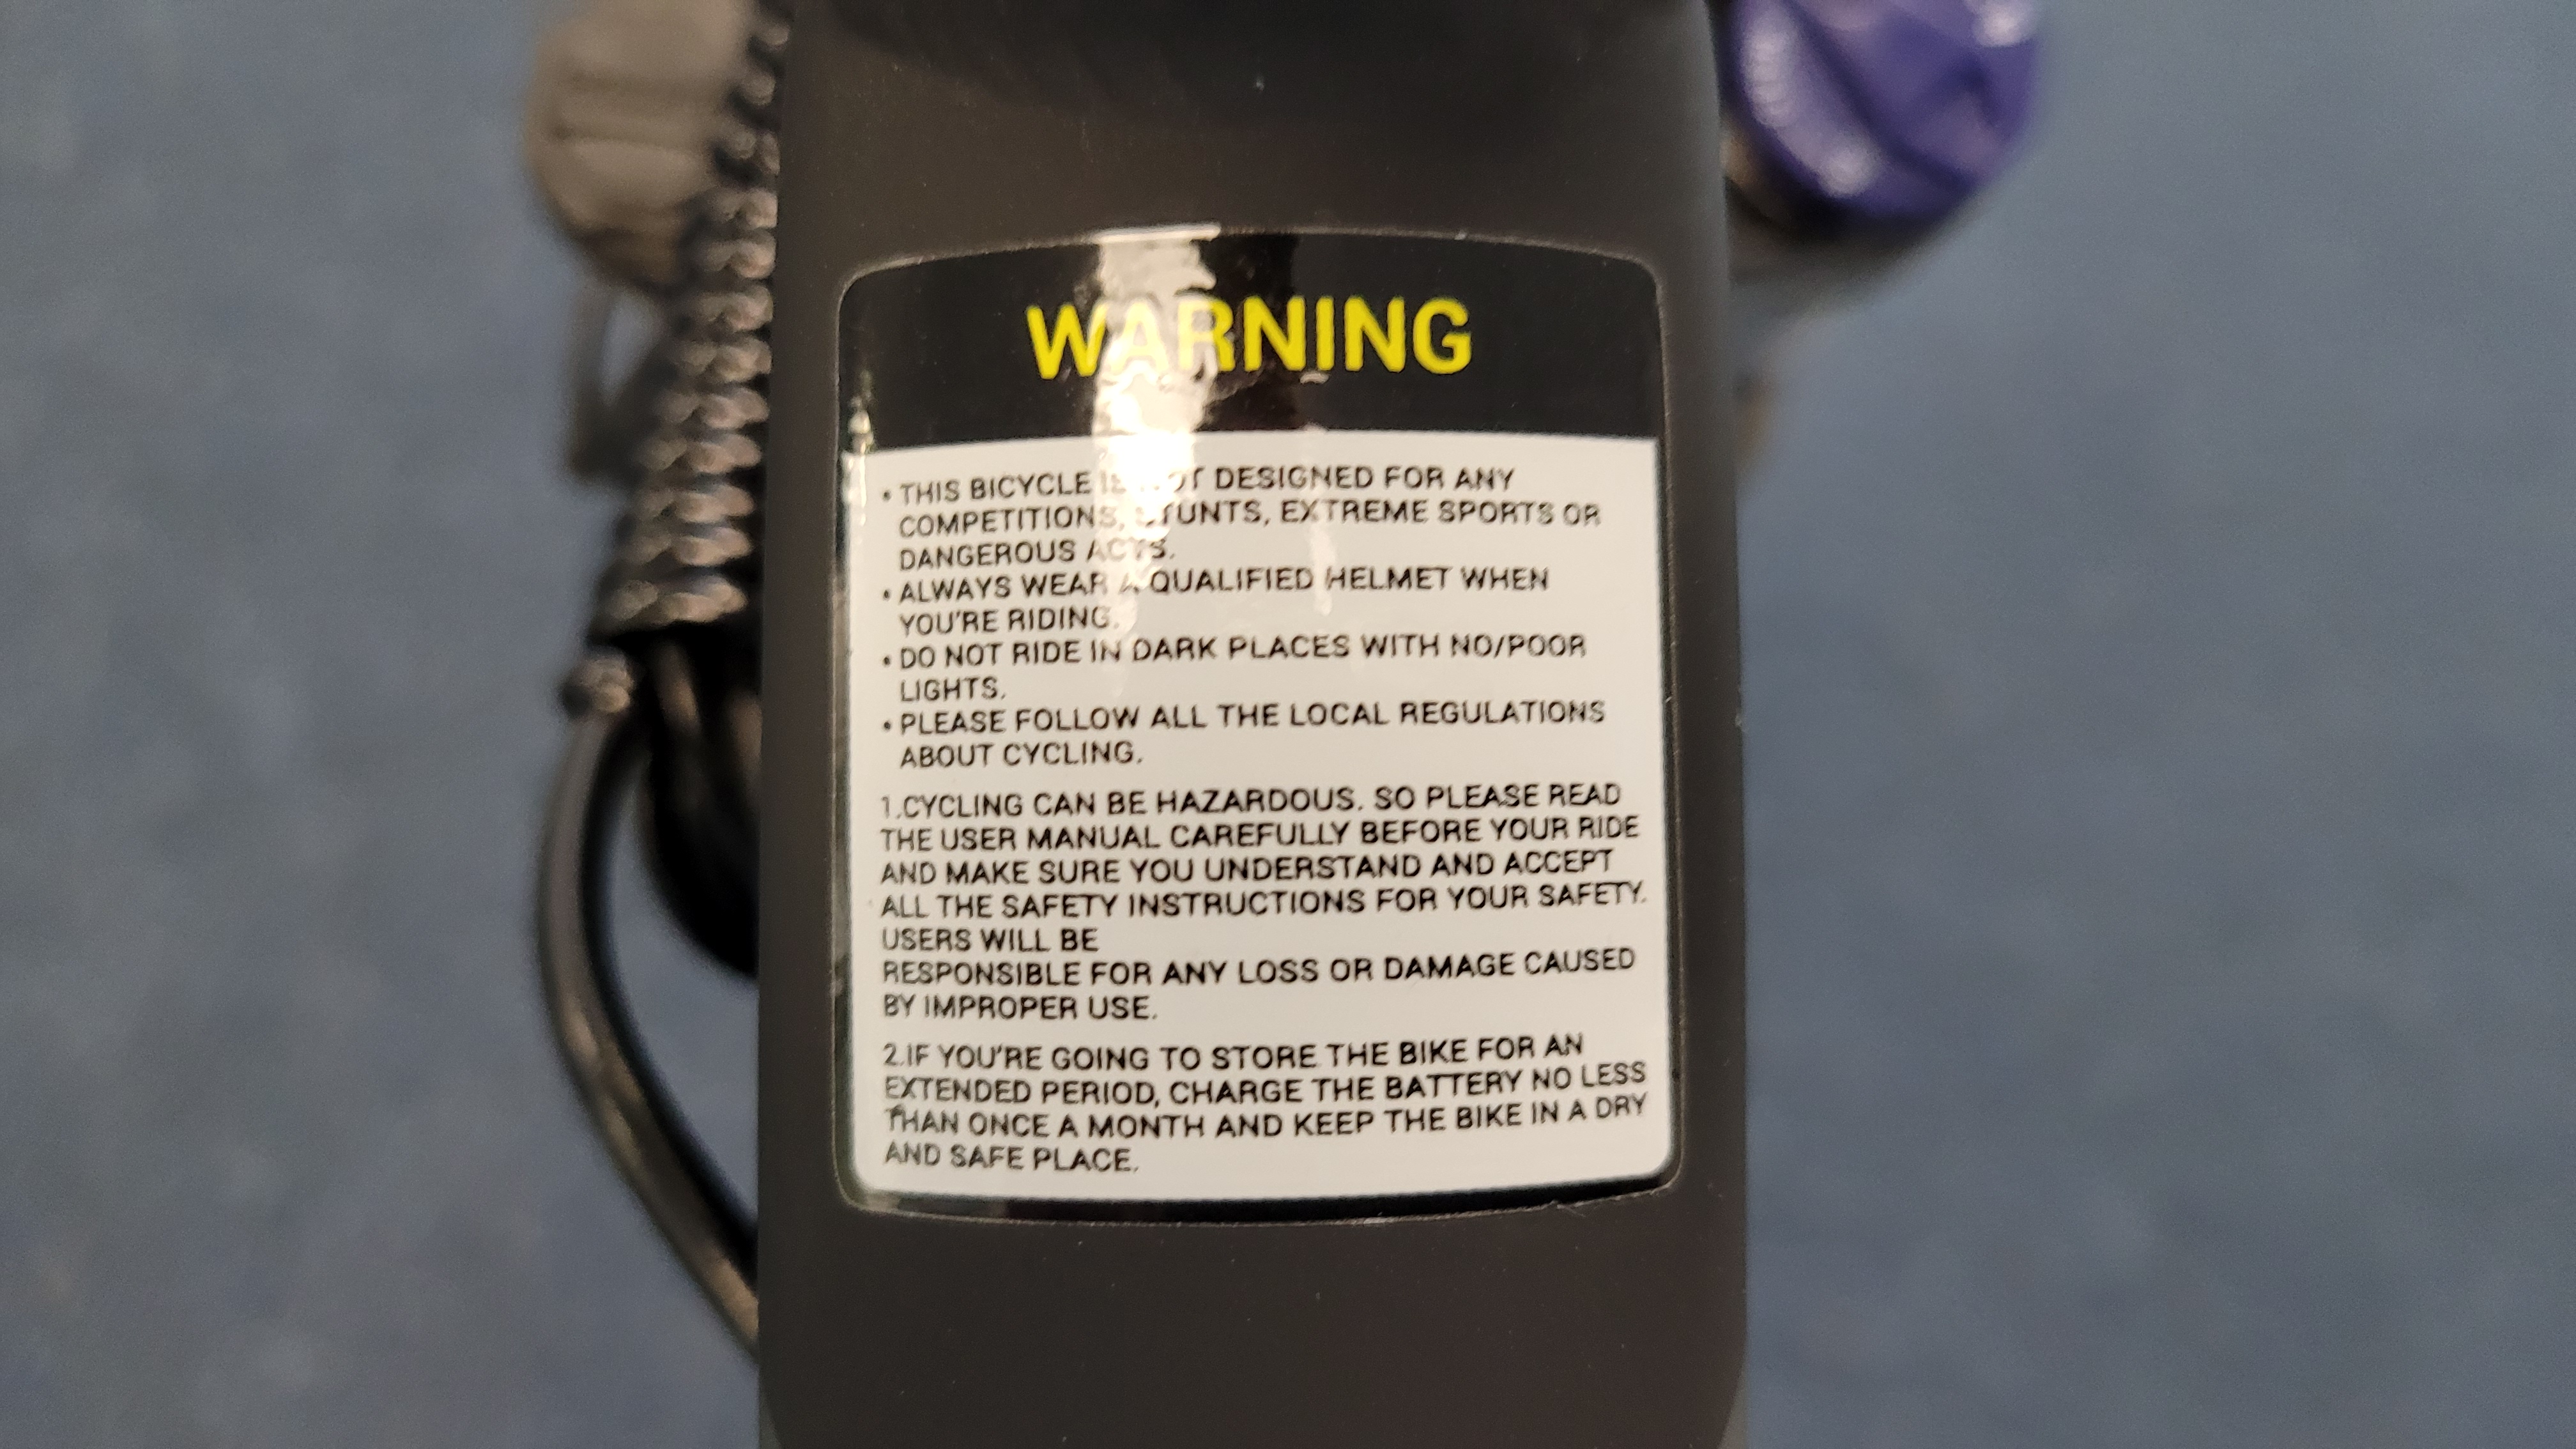 WARNING
• THIS BICYCLE IS NOT DESIGNED FOR ANY
COMPETITIONS, STUNTS, EXTREME SPORTS OR
DANGEROUS ACTS.
• ALWAYS WEAR A QUALIFIED HELMET WHEN
YOU'RE RIDING.
• DO NOT RIDE IN DARK PLACES WITH NO/POOR
LIGHTS.
• PLEASE FOLLOW ALL THE LOCAL REGULATIONS
ABOUT CYCLING.
1.CYCLING CAN BE HAZARDOUS. SO PLEASE READ
THE USER MANUAL CAREFULLY BEFORE YOUR RIDE
AND MAKE SURE YOU UNDERSTAND AND ACCEPT
ALL THE SAFETY INSTRUCTIONS FOR YOUR SAFETY.
USERS WILL BE
RESPONSIBLE FOR ANY LOSS OR DAMAGE CAUSED
BY IMPROPER USE.
2.IF YOU'RE GOING TO STORE THE BIKE FOR AN
EXTENDED PERIOD, CHARGE THE BATTERY NO LESS
THAN ONCE A MONTH AND KEEP THE BIKE IN A DRY
AND SAFE PLACE.